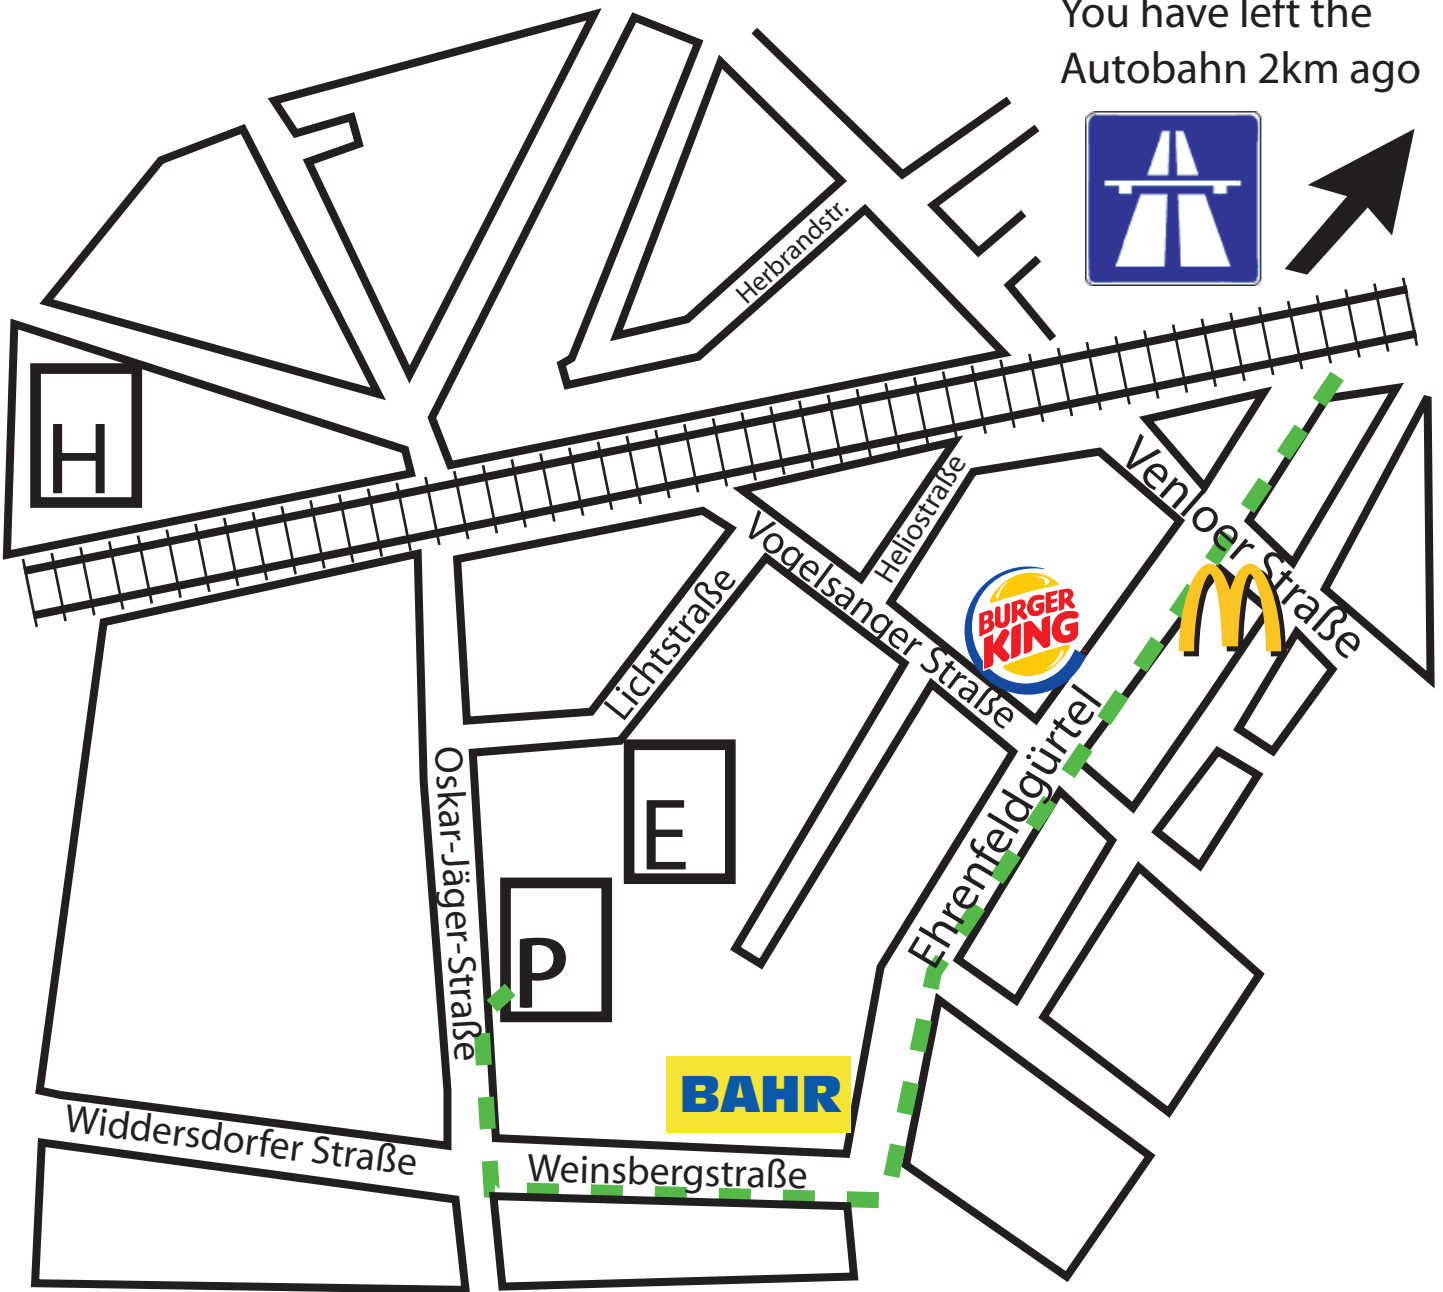 You have left the
Autobahn 2km ago
Herbrandstr.
H
Venloer Straße
Heliostraße
Vogelsanger Straße
Lichtstraße
BURGER
KING
Ehrenfeldgürtel
Oskar-Jäger-Straße
E
P
BAHR
Widdersdorfer Straße
Weinsbergstraße